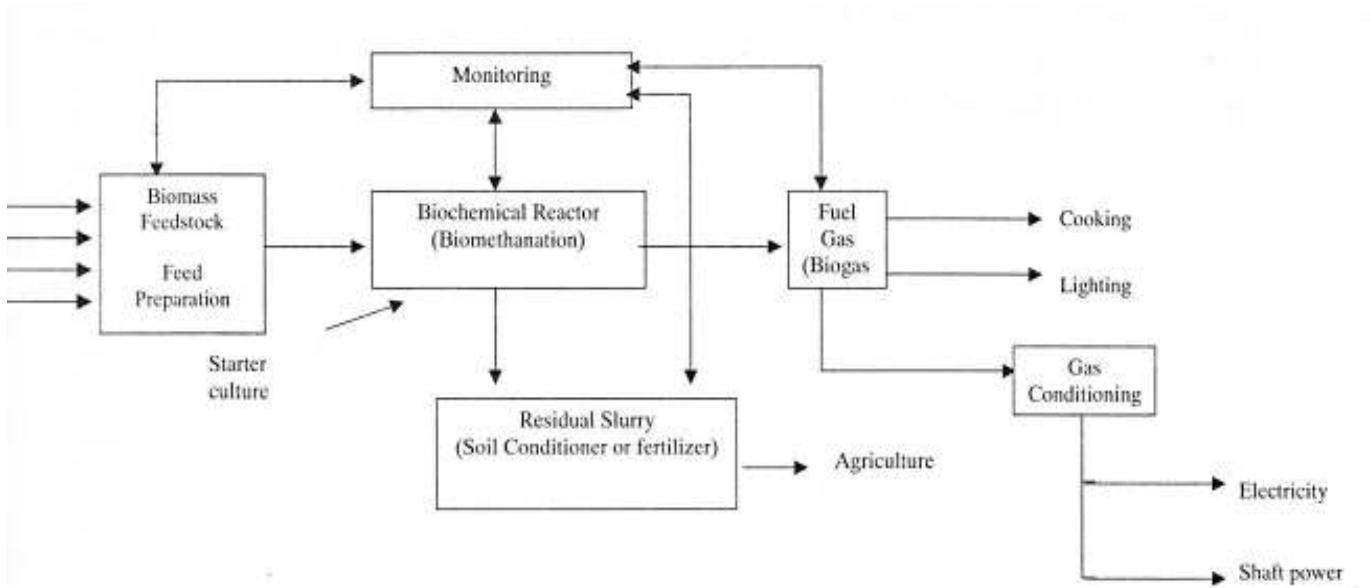 Monitoring
Biomass
Feedstock
Feed
Preparation
Biochemical Reactor
(Biomethanation)
Fuel
Gas
(Biogas
Cooking
Lighting
Starter
culture
Gas
Conditioning
Residual Slurry
(Soil Conditioner or fertilizer)
Agriculture
Electricity
Shaft power